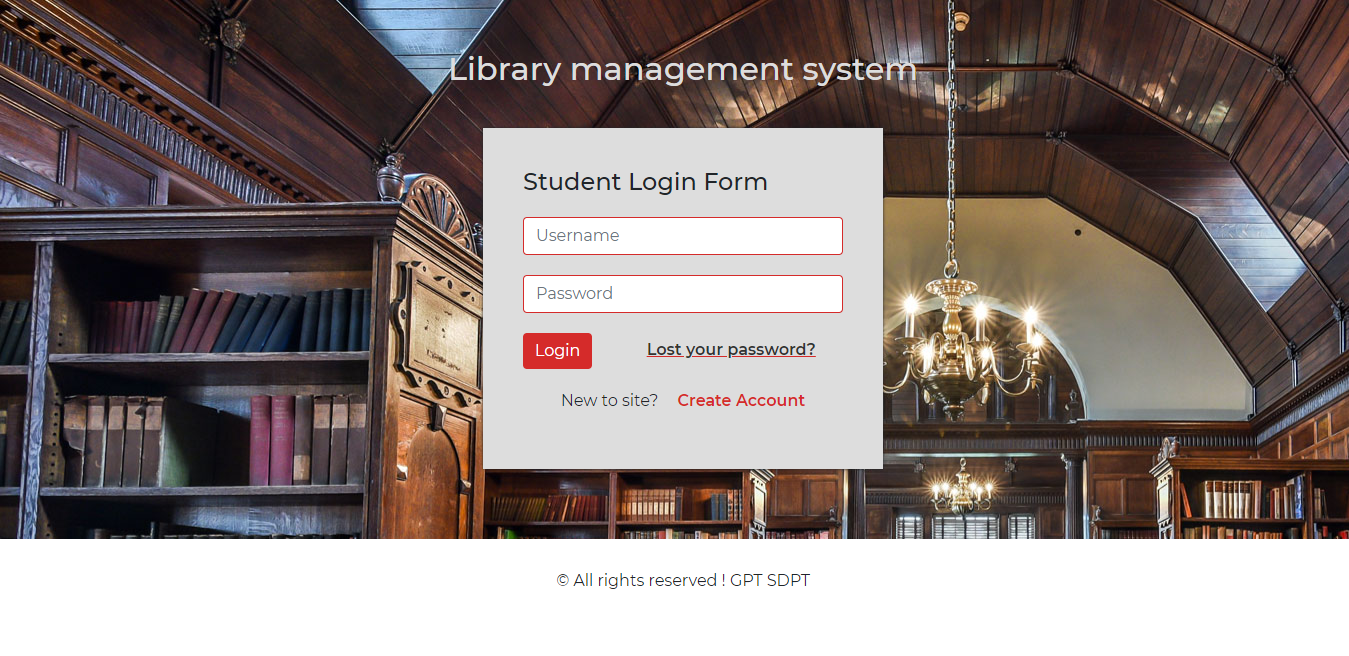 Library management system
Student Login Form
Username
Password
Login
Lost your password?
New to site? Create Account
© All rights reserved ! GPT SDPT